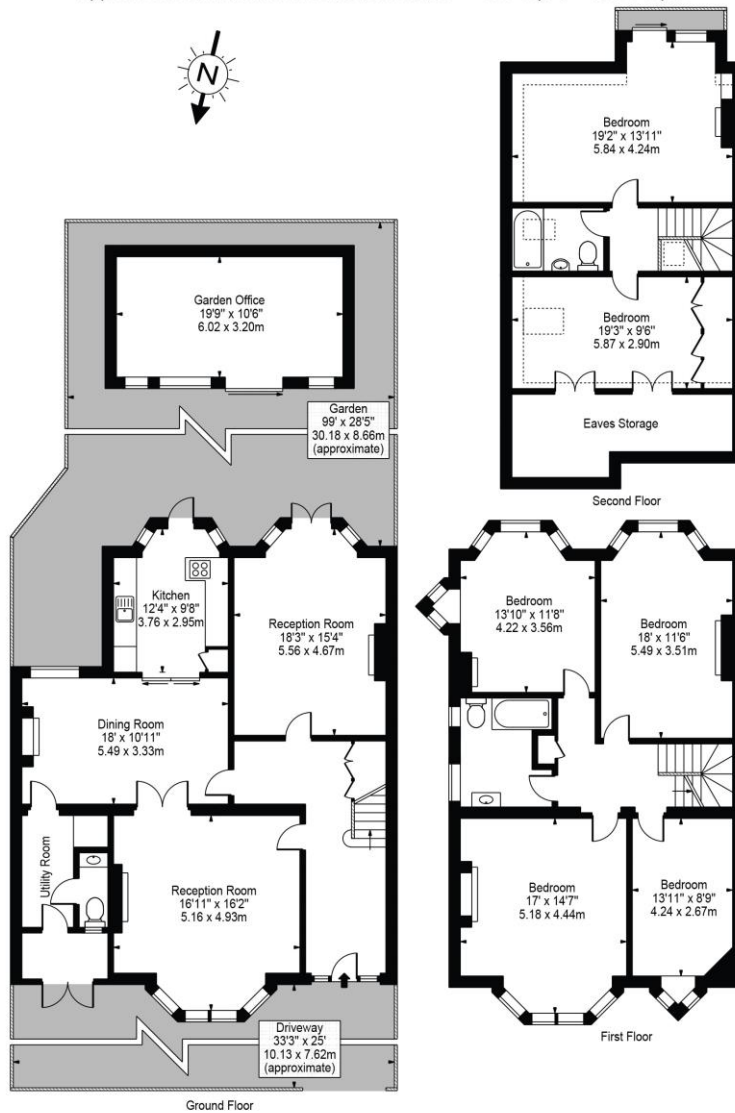 N
Bedroom
19'2" x 13'11"
5.84 x 4.24m
Bedroom
19'3" x 9'6"
5.87 x 2.90m
Eaves Storage
Second Floor
Garden Office
19'9" x 10'6"
6.02 x 3.20m
Garden
99' x 28'5"
30.18 x 8.66m
(approximate)
Kitchen
12'4" x 9'8"
3.76 x 2.95m
Reception Room
18'3" x 15'4"
5.56 x 4.67m
Dining Room
18' x 10'11"
5.49 x 3.33m
Utility Room
Reception Room
16'11" x 16'2"
5.16 x 4.93m
Driveway
33'3" x 25'
10.13 x 7.62m
(approximate)
Ground Floor
Bedroom
13'10" x 11'8"
4.22 x 3.56m
Bedroom
18' x 11'6"
5.49 x 3.51m
Bedroom
17' x 14'7"
5.18 x 4.44m
Bedroom
13'11" x 8'9"
4.24 x 2.67m
First Floor